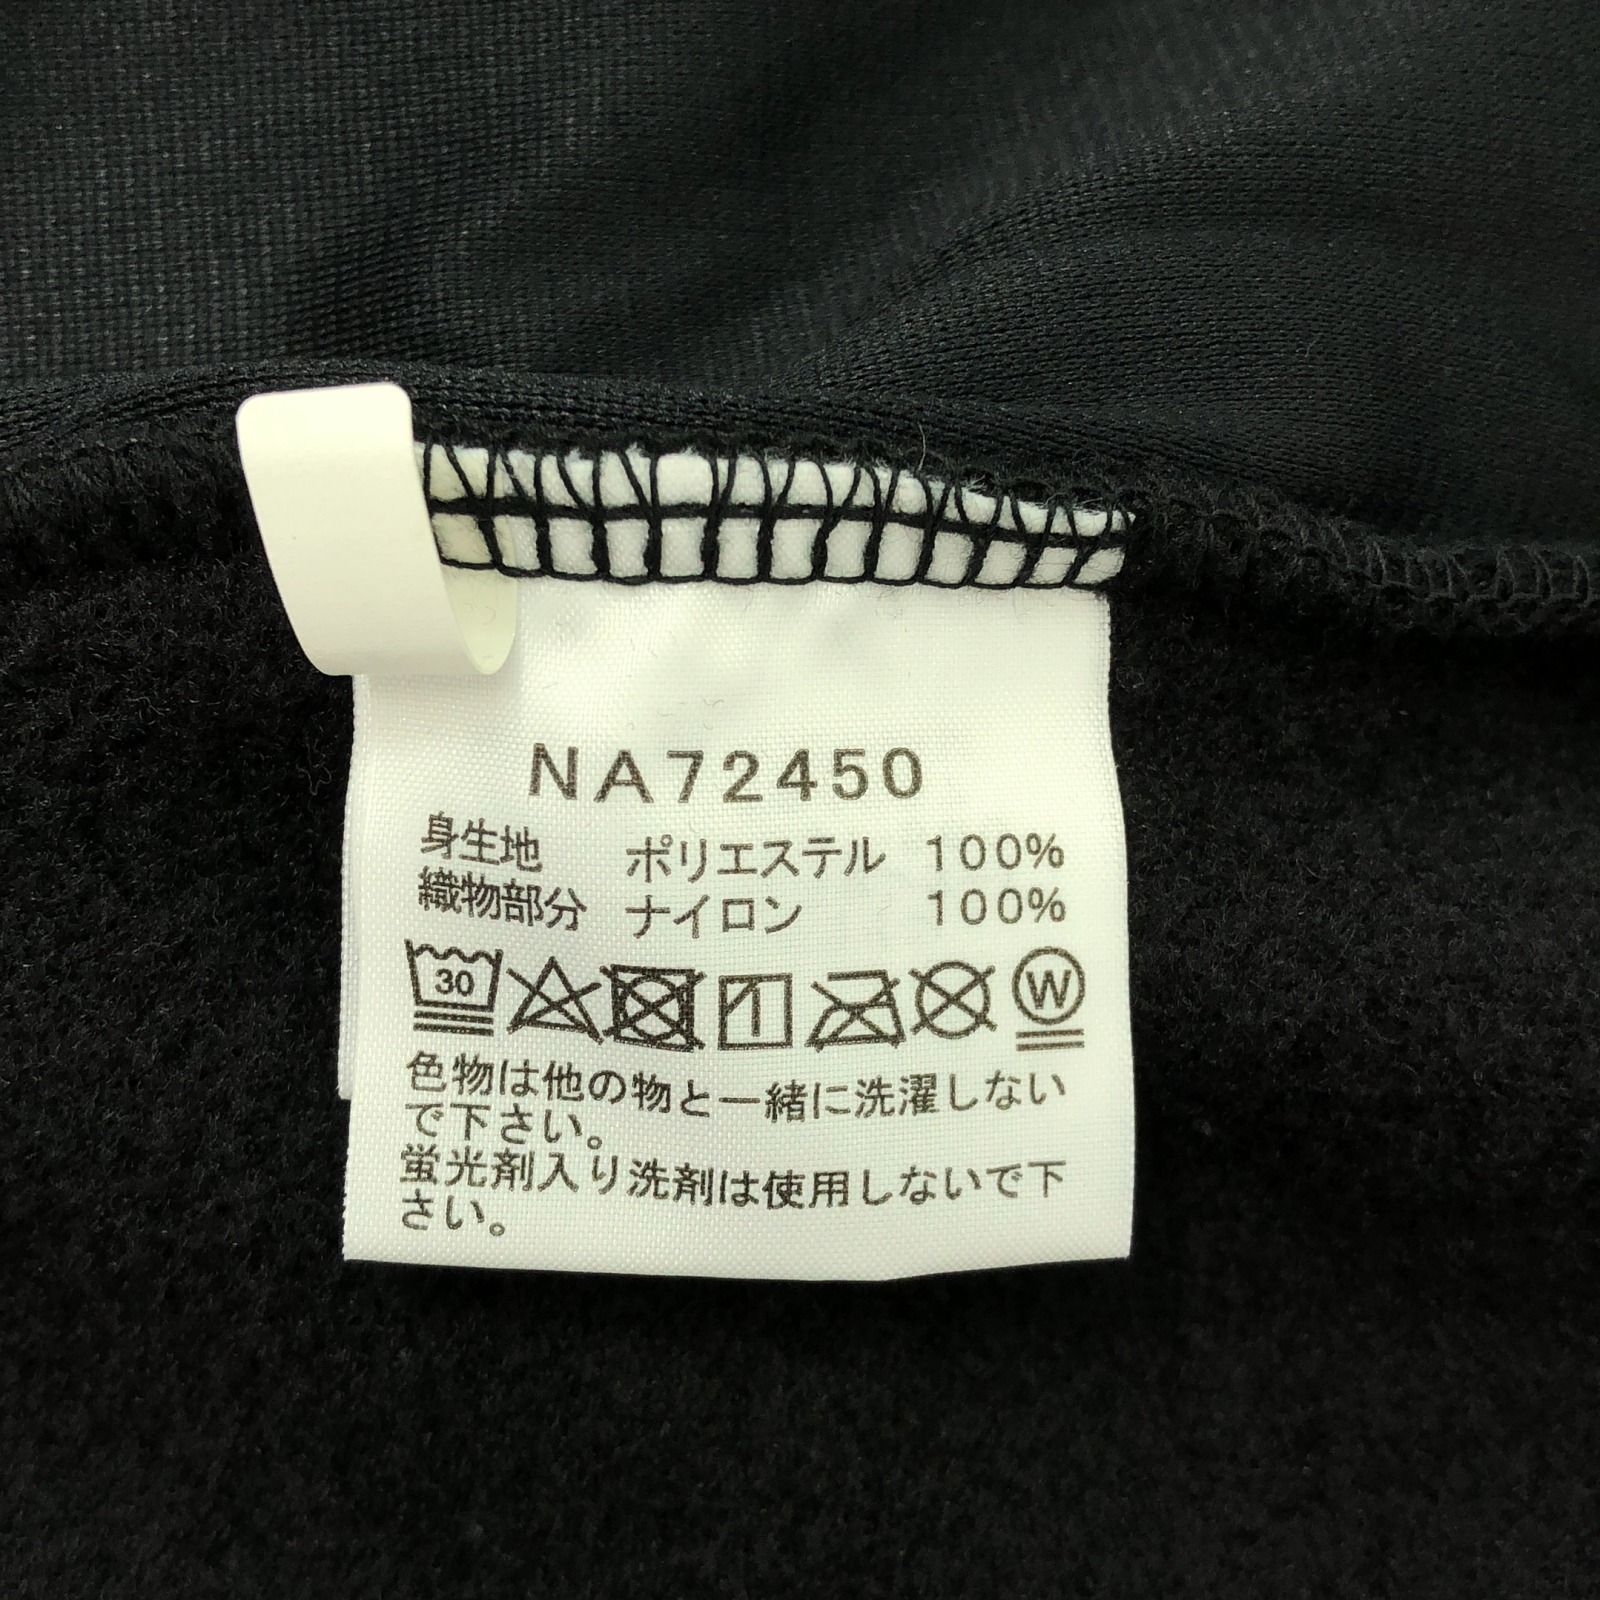 NA72450
身生地 ポリエステル 100%
織物部分 ナイロン 100%
30 W
色物は他の物と一緒に洗濯しない
で下さい。
蛍光剤入り洗剤は使用しないで下
さい。